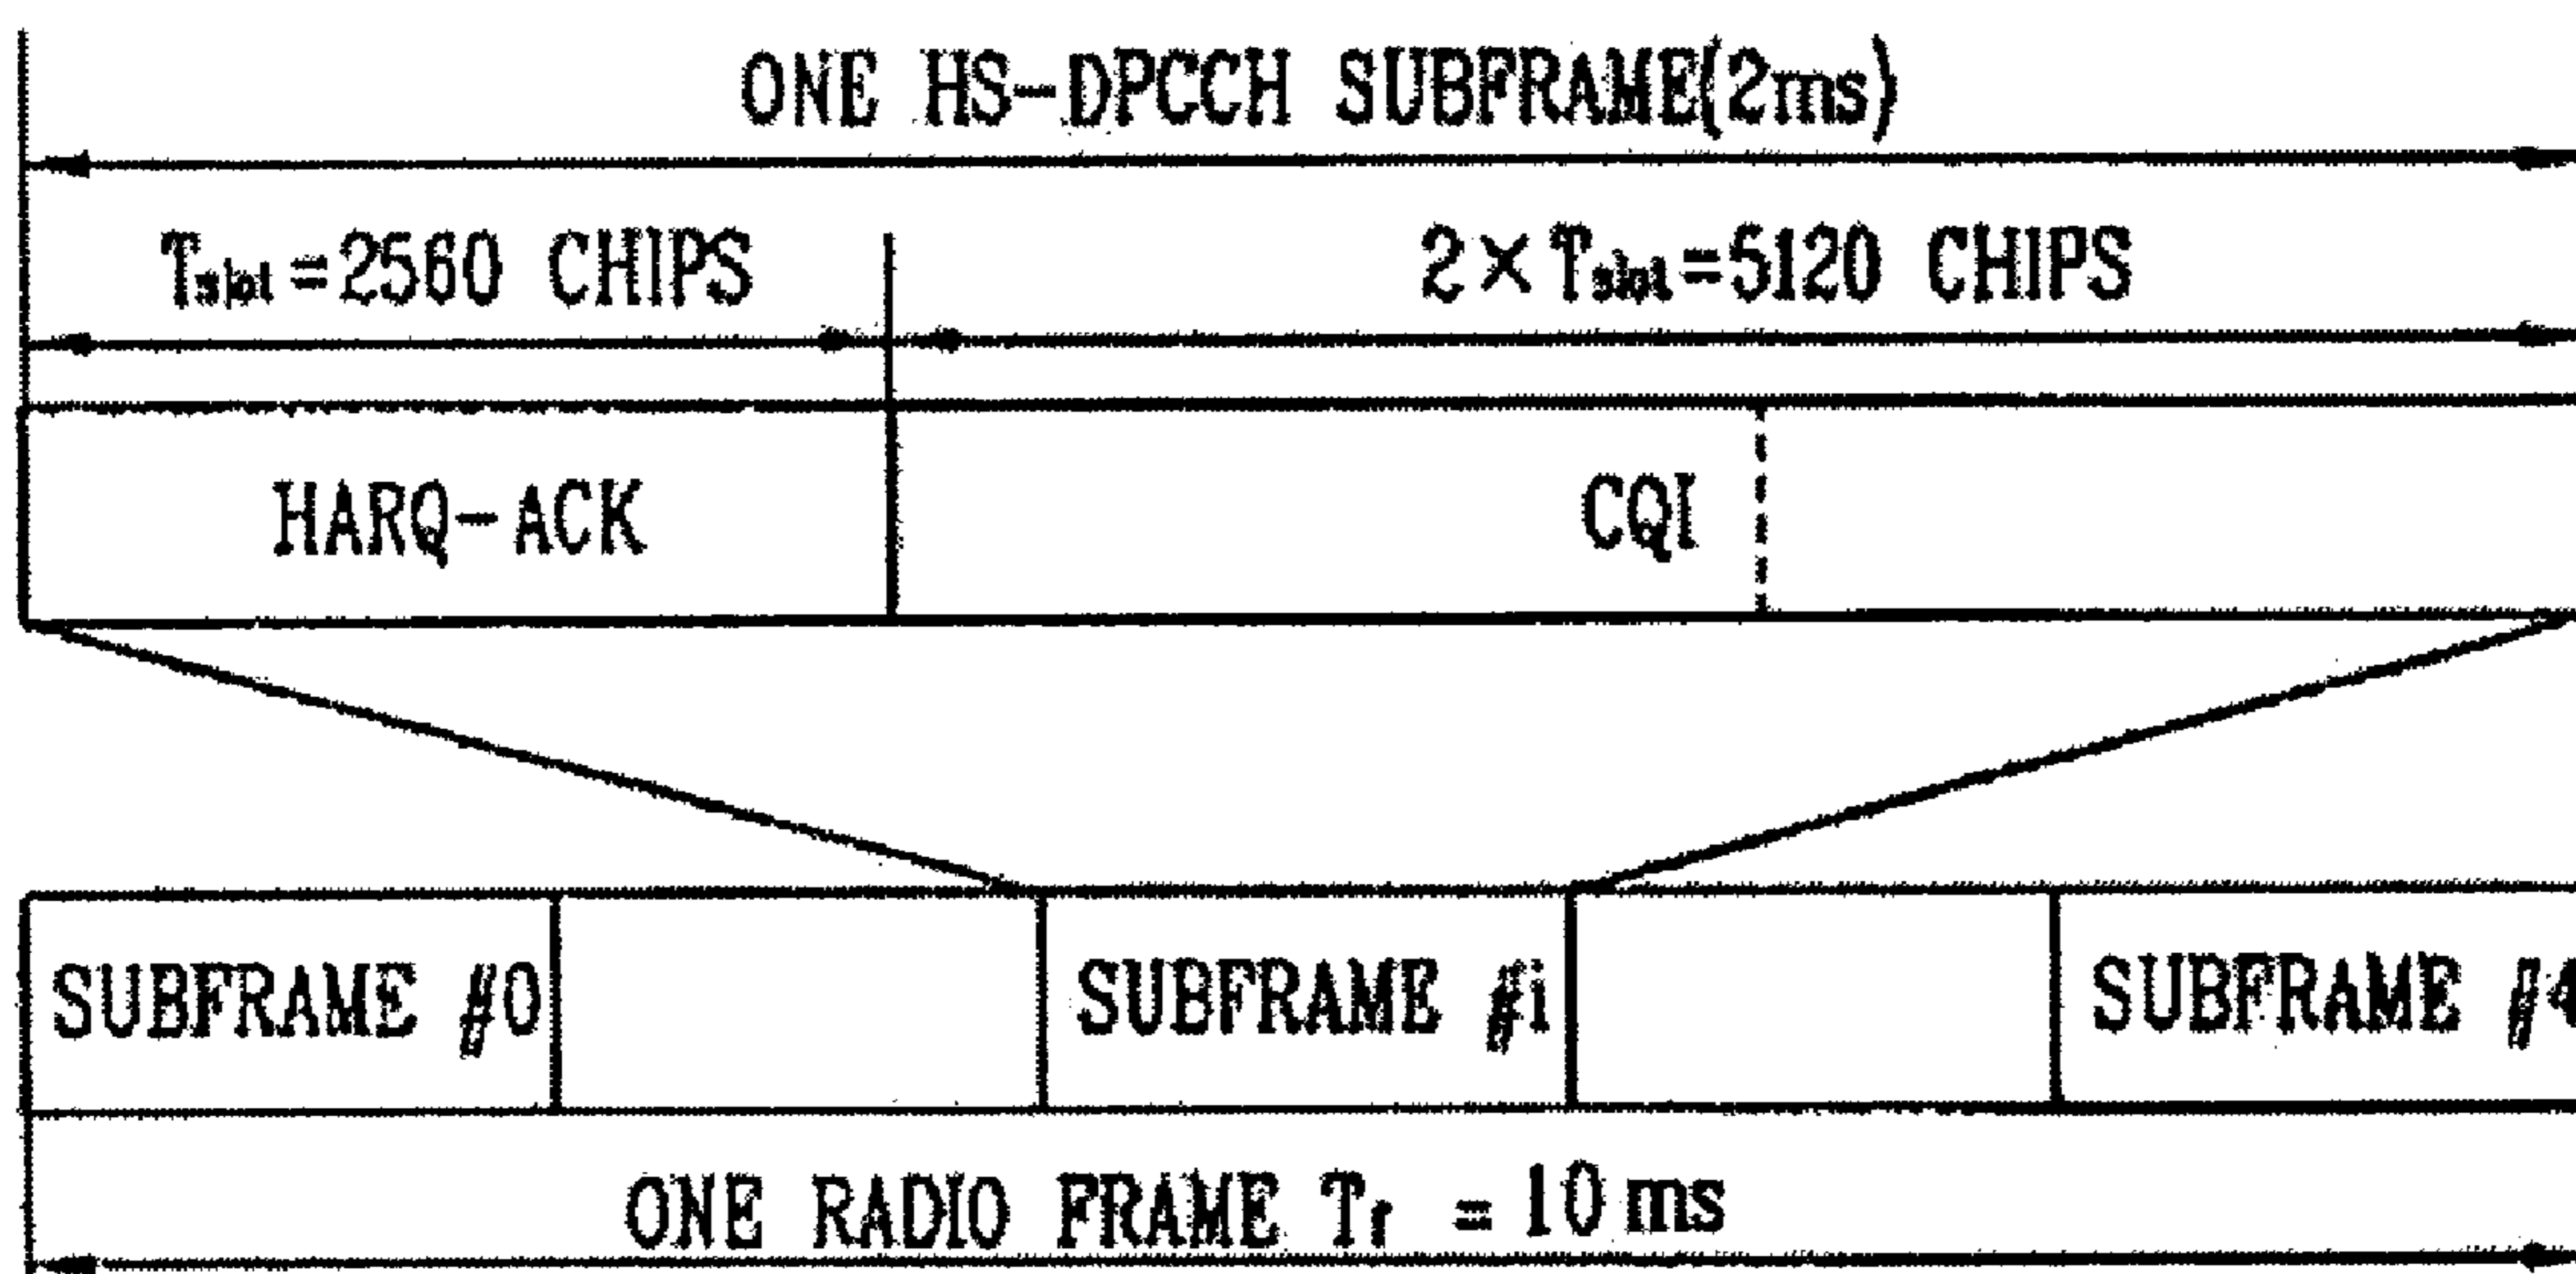 ONE HS-DPCCH SUBFRAME(2ms)
Tslot=2560 CHIPS
2×Tslot=5120 CHIPS
HARQ-ACK
CQI
SUBFRAME #0
SUBFRAME #i
SUBFRAME #4
ONE RADIO FRAME Tf = 10ms